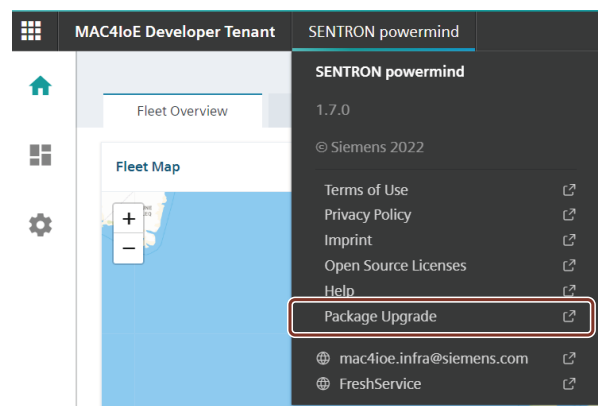 MAC4IoE Developer Tenant
SENTRON powermind
SENTRON powermind
1.7.0
© Siemens 2022
Terms of Use
Privacy Policy
Imprint
Open Source Licenses
Help
Package Upgrade
mac4ioe.infra@siemens.com
FreshService
Fleet Overview
Fleet Map
+
−